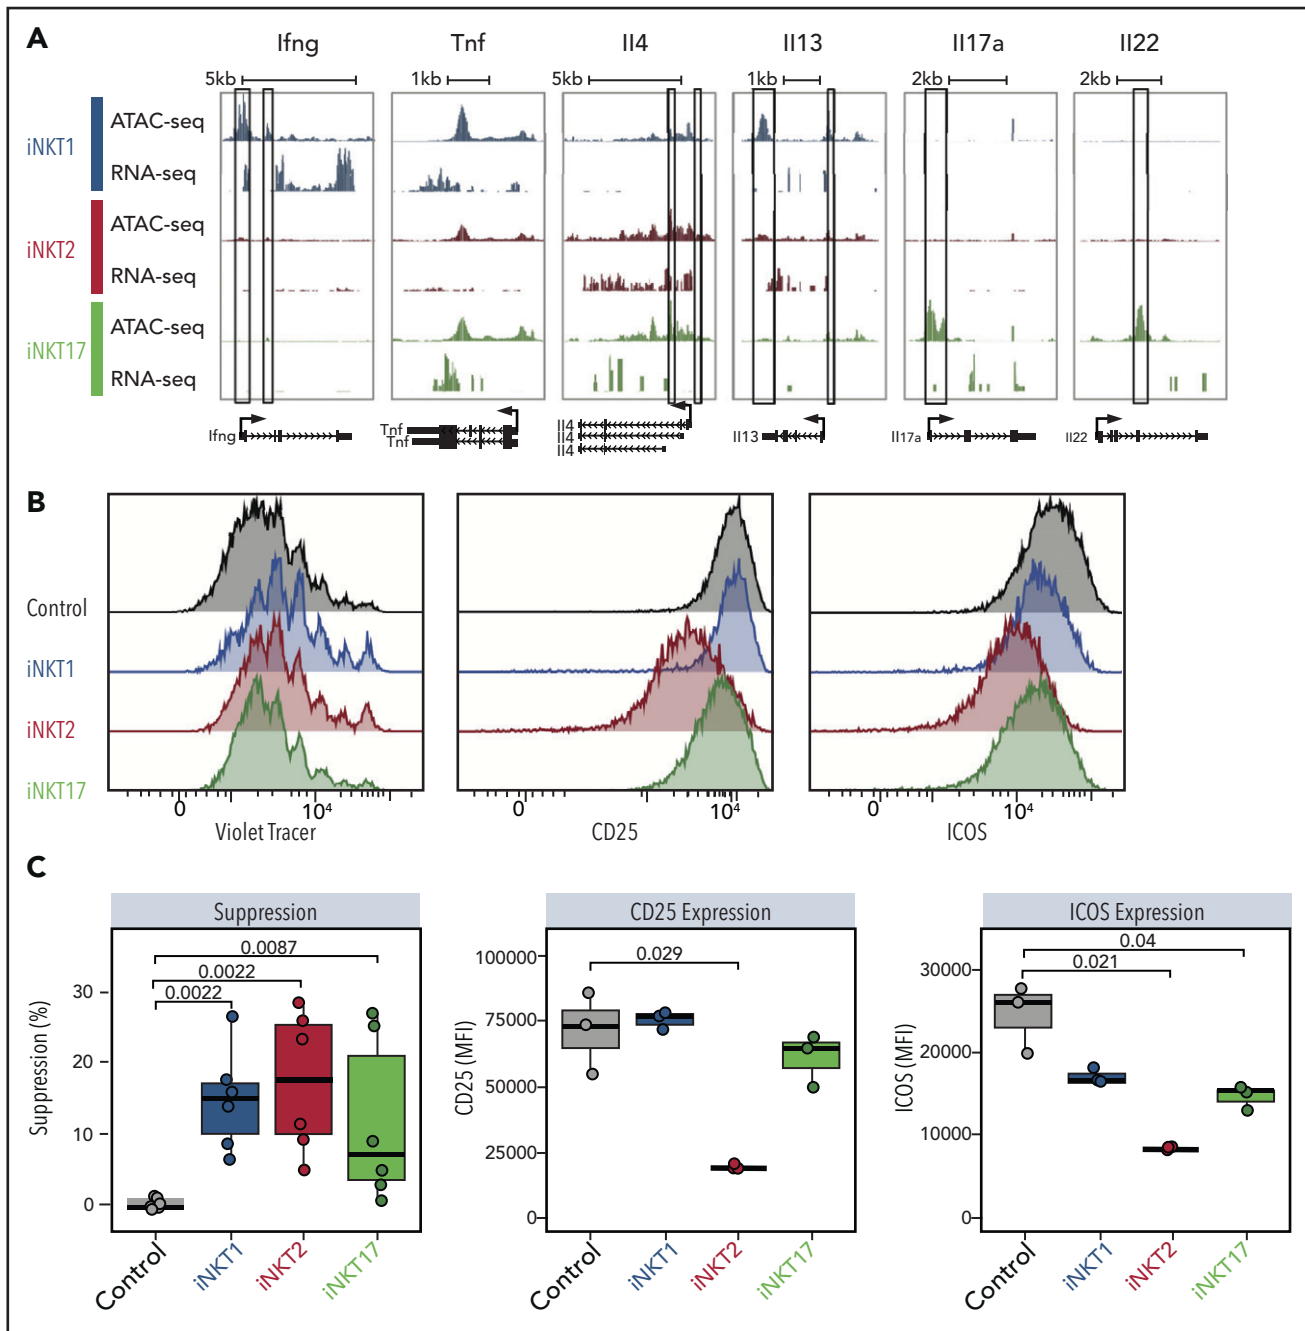 A
Ifng Tnf Il4 Il13 Il17a Il22
5kb 1kb 5kb 1kb 2kb 2kb
iNKT1
ATAC-seq
RNA-seq
iNKT2
ATAC-seq
RNA-seq
iNKT17
ATAC-seq
RNA-seq
Ifng
Tnf
Tnf
Il4
Il4
Il4
Il13
Il17a
Il22
B
Control
iNKT1
iNKT2
iNKT17
0 10⁴ 0 10⁴ 0 10⁴
Violet Tracer CD25 ICOS
C
Suppression
Suppression (%)
30
20
10
0
0.0087
0.0022
0.0022
Control iNKT1 iNKT2 iNKT17
CD25 Expression
CD25 (MFI)
100000
75000
50000
25000
0
0.029
Control iNKT1 iNKT2 iNKT17
ICOS Expression
ICOS (MFI)
30000
20000
10000
0
0.04
0.021
Control iNKT1 iNKT2 iNKT17